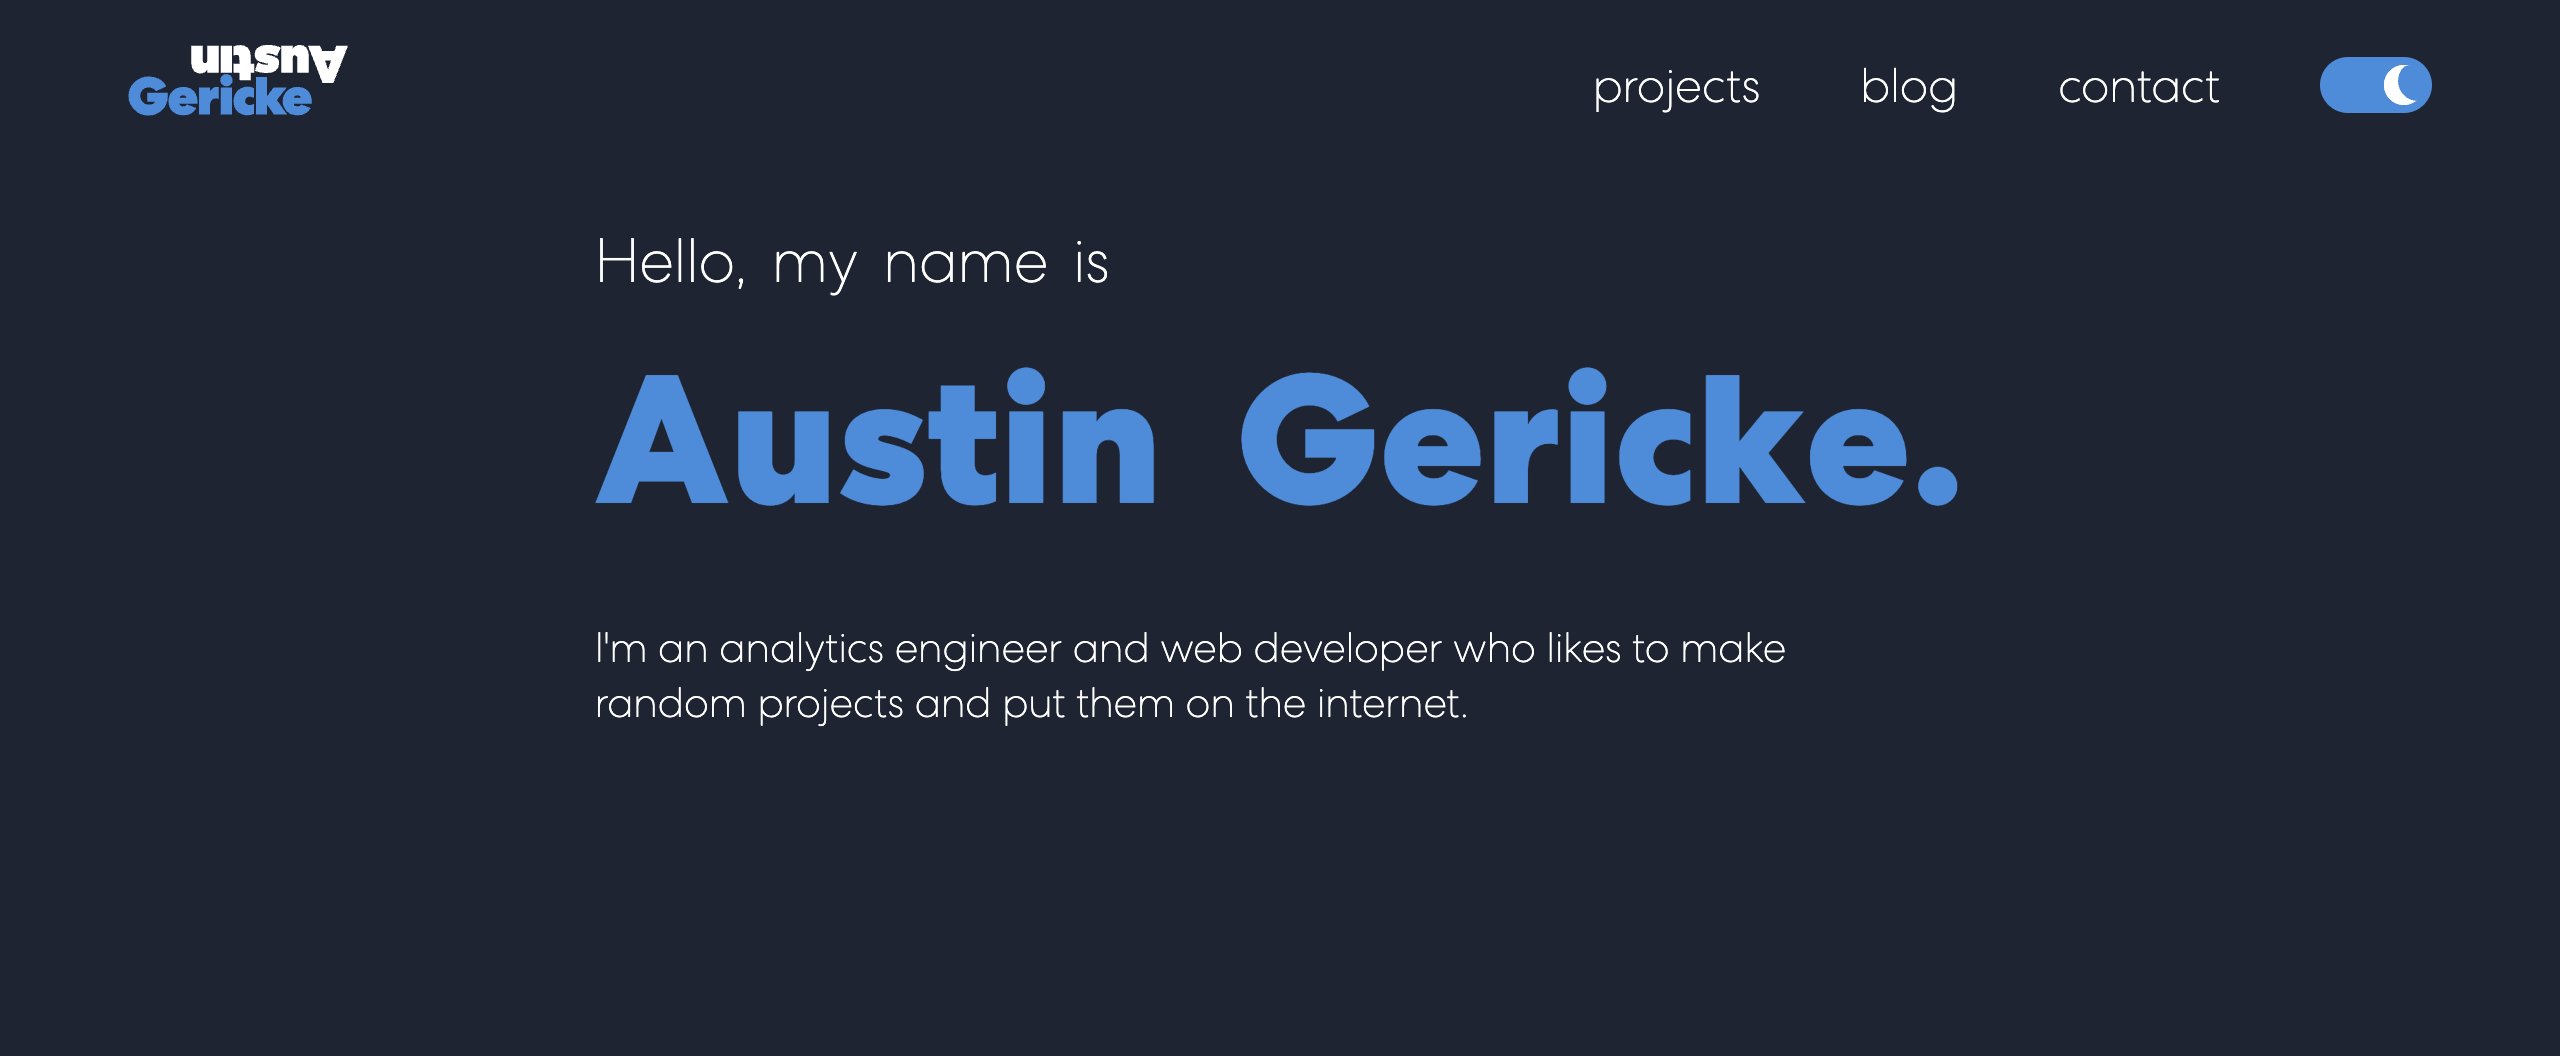 Austin
Gericke
projects blog contact
Hello, my name is
Austin Gericke.
I'm an analytics engineer and web developer who likes to make
random projects and put them on the internet.